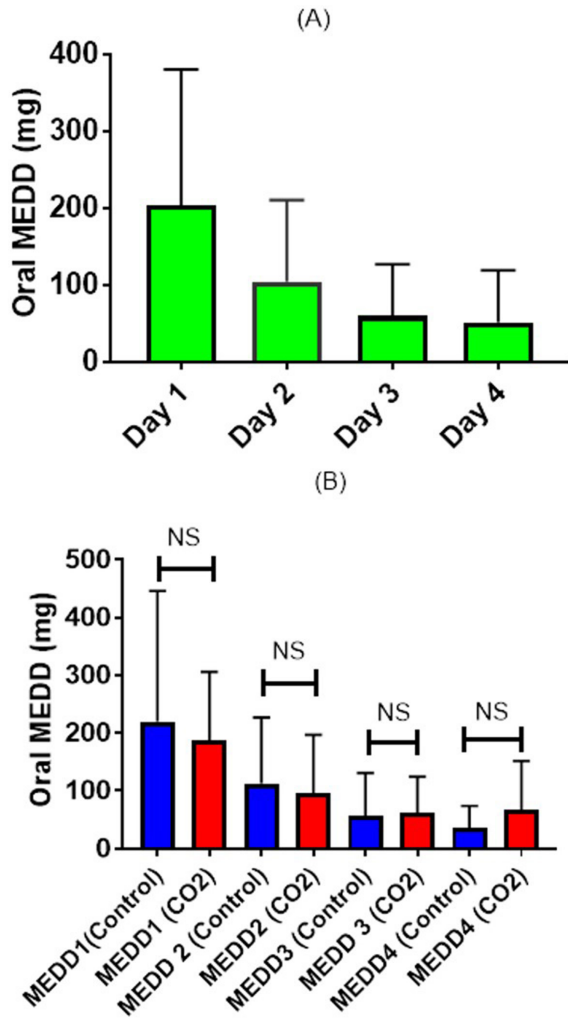 (A)
Oral MEDD (mg)
400
300
200
100
0
Day 1
Day 2
Day 3
Day 4
(B)
Oral MEDD (mg)
500
400
300
200
100
0
NS
NS
NS
NS
MEDD1(Control)
MEDD1 (CO2)
MEDD 2 (Control)
MEDD2 (CO2)
MEDD3 (Control)
MEDD 3 (CO2)
MEDD4 (Control)
MEDD4 (CO2)